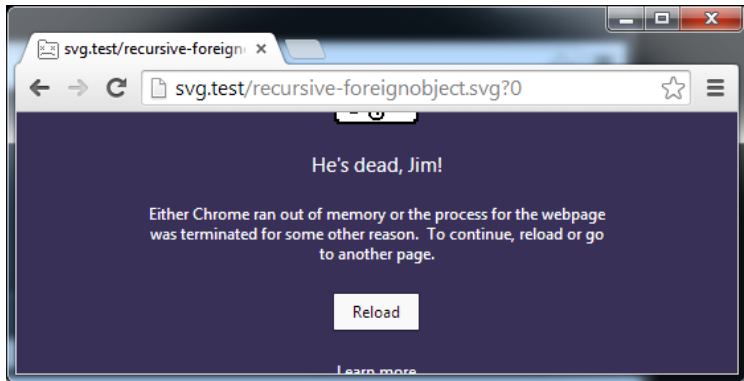 svg.test/recursive-foreign
svg.test/recursive-foreignobject.svg?0
He's dead, Jim!
Either Chrome ran out of memory or the process for the webpage
was terminated for some other reason.  To continue, reload or go
to another page.
Reload
Learn more